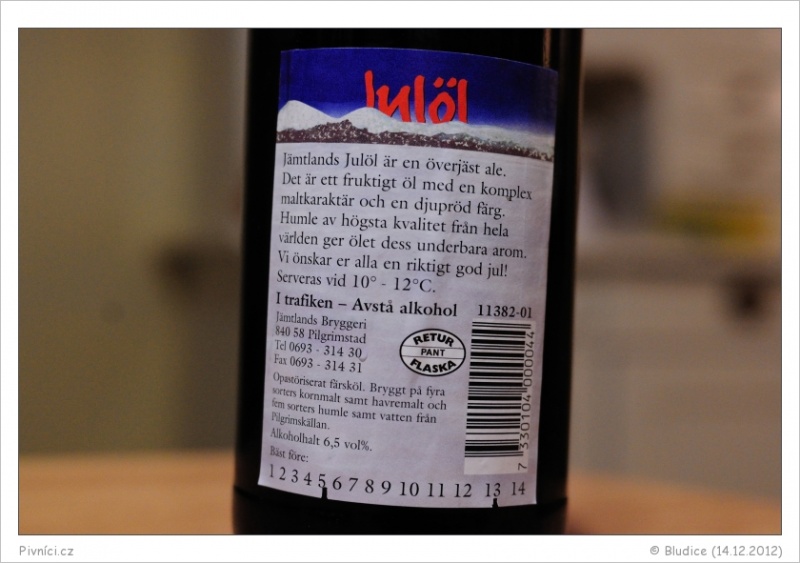 Julöl
Jämtlands Julöl är en överjäst ale.
Det är ett fruktigt öl med en komplex
maltkaraktär och en djupröd färg.
Humle av högsta kvalitet från hela
världen ger ölet dess underbara arom.
Vi önskar er alla en riktigt god jul!
Serveras vid 10° - 12°C.
I trafiken – Avstå alkohol 11382-01
Jämtlands Bryggeri
840 58 Pilgrimstad
Tel 0693 - 314 30
Fax 0693 - 314 31
RETUR
PANT
FLASKA
Opastöriserat färsköl. Bryggt på fyra
sorters kornmalt samt havremalt och
fem sorters humle samt vatten från
Pilgrimskällan.
Alkoholhalt 6,5 vol%.
Bäst före:
1 2 3 4 5 6 7 8 9 10 11 12 13 14
7 330104 000044
Pivníci.cz
© Bludice (14.12.2012)